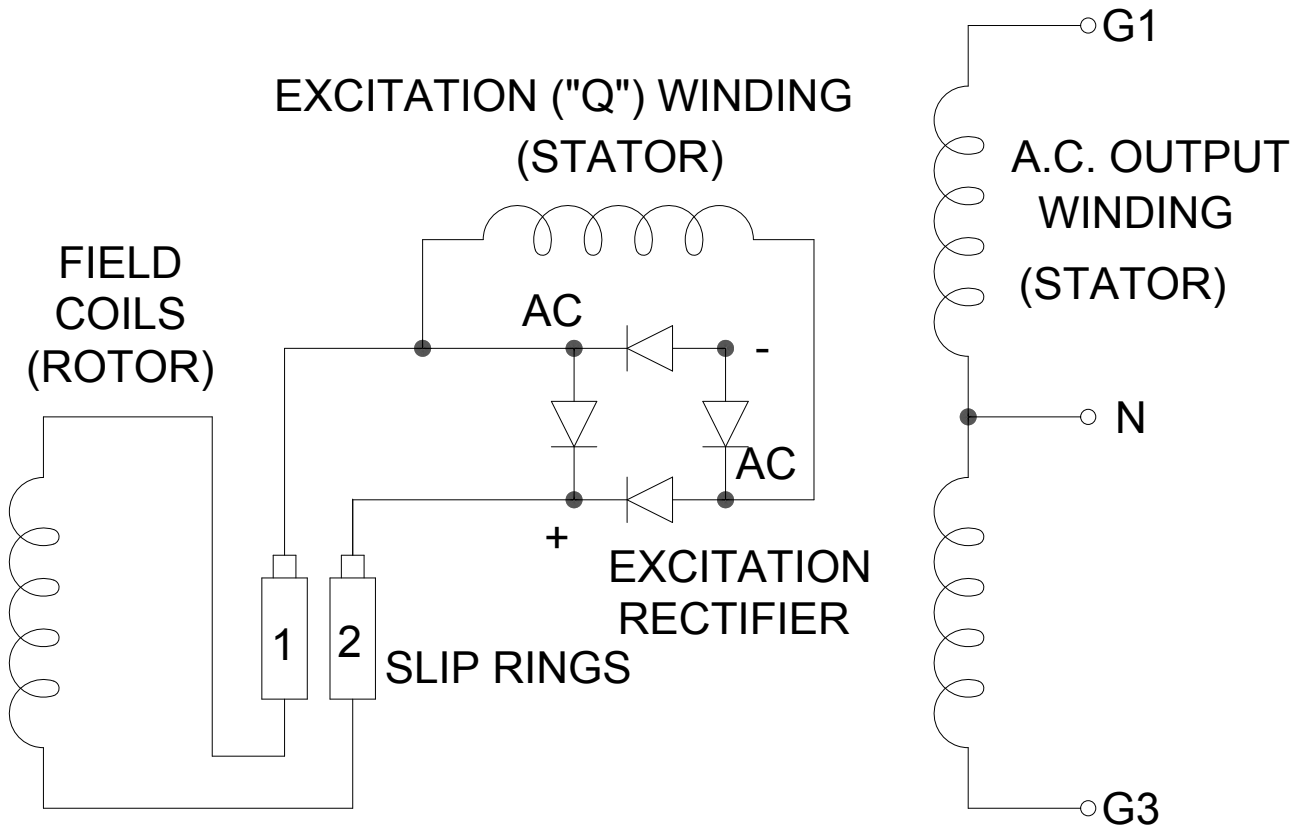 G1
EXCITATION ("Q") WINDING
(STATOR)
A.C. OUTPUT
WINDING
(STATOR)
FIELD
COILS
(ROTOR)
AC
-
N
AC
+
EXCITATION
RECTIFIER
1
2
SLIP RINGS
G3